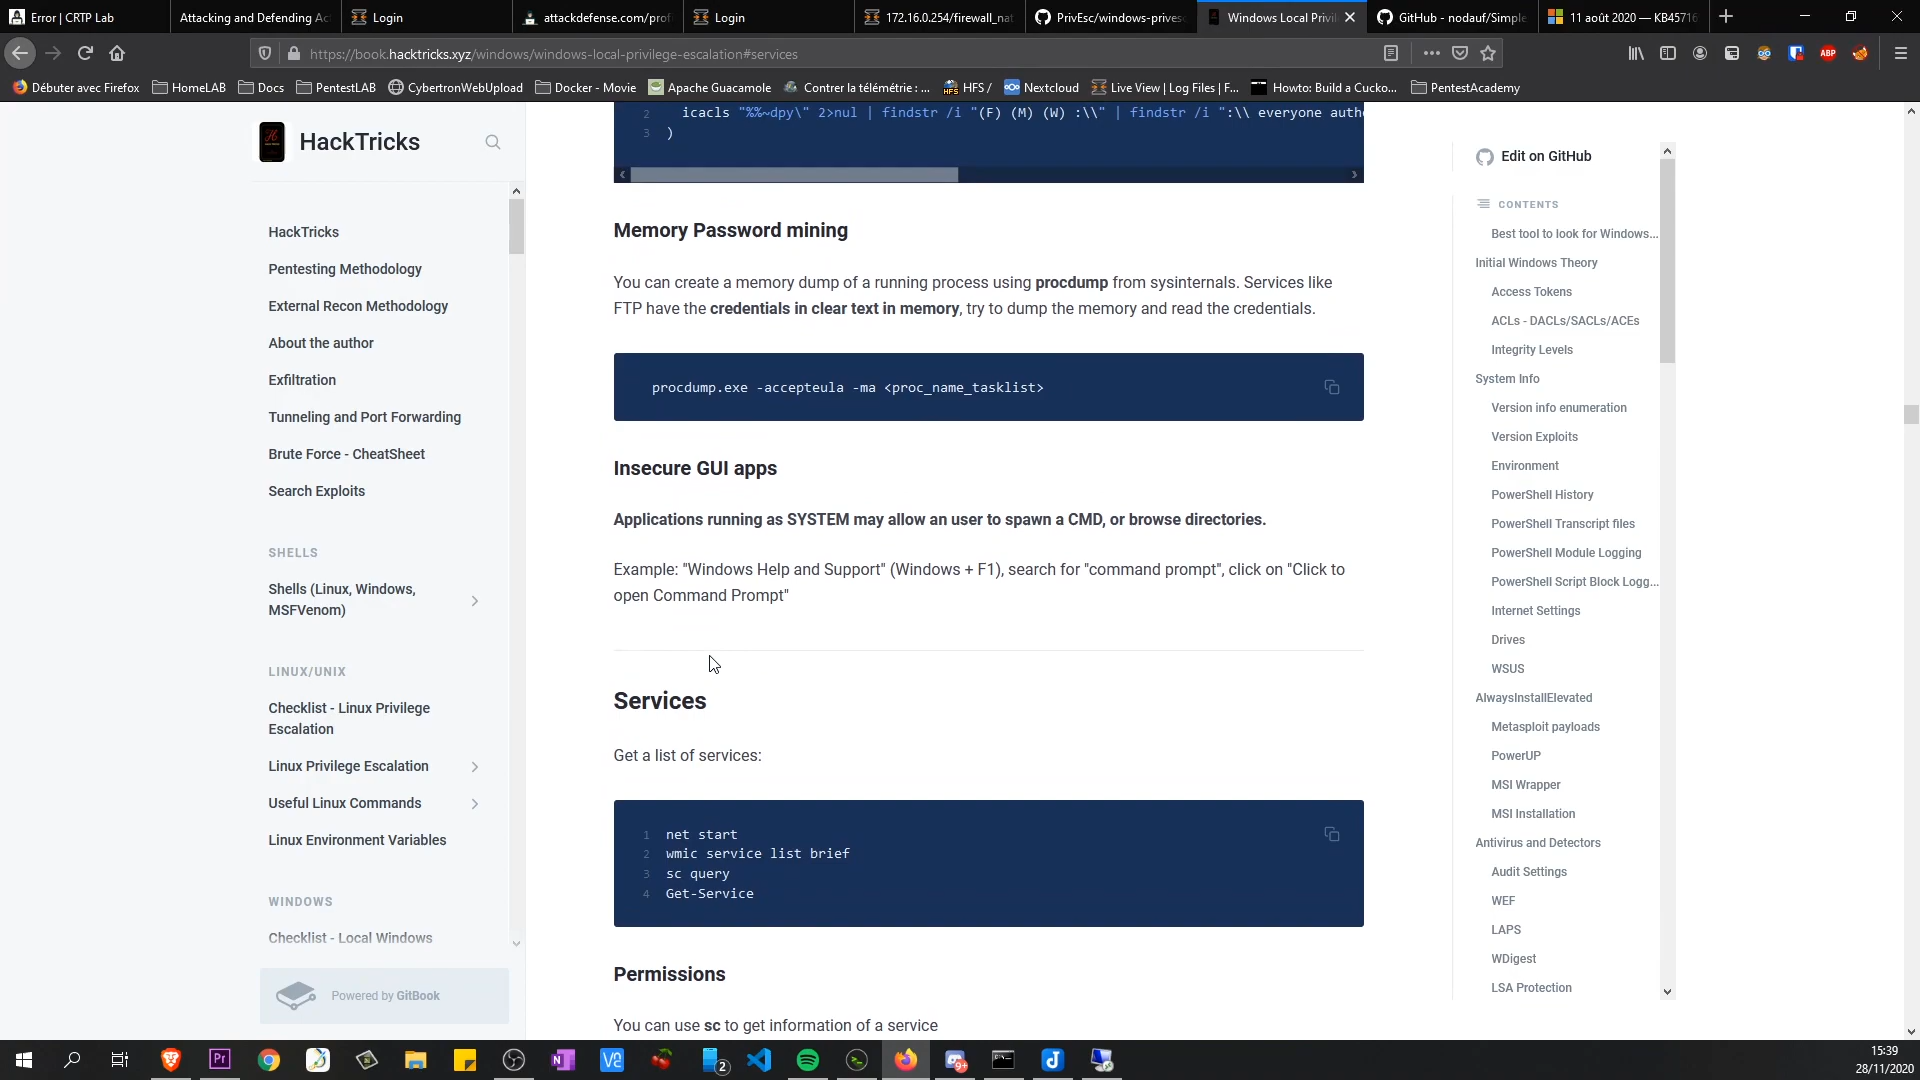 Error | CRTP Lab
Attacking and Defending Ac
Login
attackdefense.com/prof
Login
172.16.0.254/firewall_nat
PrivEsc/windows-privesc
Windows Local Privil
GitHub - nodauf/Simple
11 août 2020 — KB45716
https://book.hacktricks.xyz/windows/windows-local-privilege-escalation#services
ABP
Débuter avec Firefox
HomeLAB
Docs
PentestLAB
CybertronWebUpload
Docker - Movie
Apache Guacamole
Contrer la télémétrie : ...
HFS /
Nextcloud
Live View | Log Files | F...
Howto: Build a Cucko...
PentestAcademy
HackTricks
HackTricks
Pentesting Methodology
External Recon Methodology
About the author
Exfiltration
Tunneling and Port Forwarding
Brute Force - CheatSheet
Search Exploits
SHELLS
Shells (Linux, Windows,
MSFVenom)
LINUX/UNIX
Checklist - Linux Privilege
Escalation
Linux Privilege Escalation
Useful Linux Commands
Linux Environment Variables
WINDOWS
Checklist - Local Windows
Powered by GitBook
2 icacls "%%~dpy\" 2>nul | findstr /i "(F) (M) (W) :\\" | findstr /i ":\\ everyone authe
3 )
Memory Password mining
You can create a memory dump of a running process using procdump from sysinternals. Services like
FTP have the credentials in clear text in memory, try to dump the memory and read the credentials.
procdump.exe -accepteula -ma <proc_name_tasklist>
Insecure GUI apps
Applications running as SYSTEM may allow an user to spawn a CMD, or browse directories.
Example: "Windows Help and Support" (Windows + F1), search for "command prompt", click on "Click to
open Command Prompt"
Services
Get a list of services:
1 net start
2 wmic service list brief
3 sc query
4 Get-Service
Permissions
You can use sc to get information of a service
Edit on GitHub
CONTENTS
Best tool to look for Windows...
Initial Windows Theory
Access Tokens
ACLs - DACLs/SACLs/ACEs
Integrity Levels
System Info
Version info enumeration
Version Exploits
Environment
PowerShell History
PowerShell Transcript files
PowerShell Module Logging
PowerShell Script Block Logg...
Internet Settings
Drives
WSUS
AlwaysInstallElevated
Metasploit payloads
PowerUP
MSI Wrapper
MSI Installation
Antivirus and Detectors
Audit Settings
WEF
LAPS
WDigest
LSA Protection
Pr
N
2
9+
15:39
28/11/2020